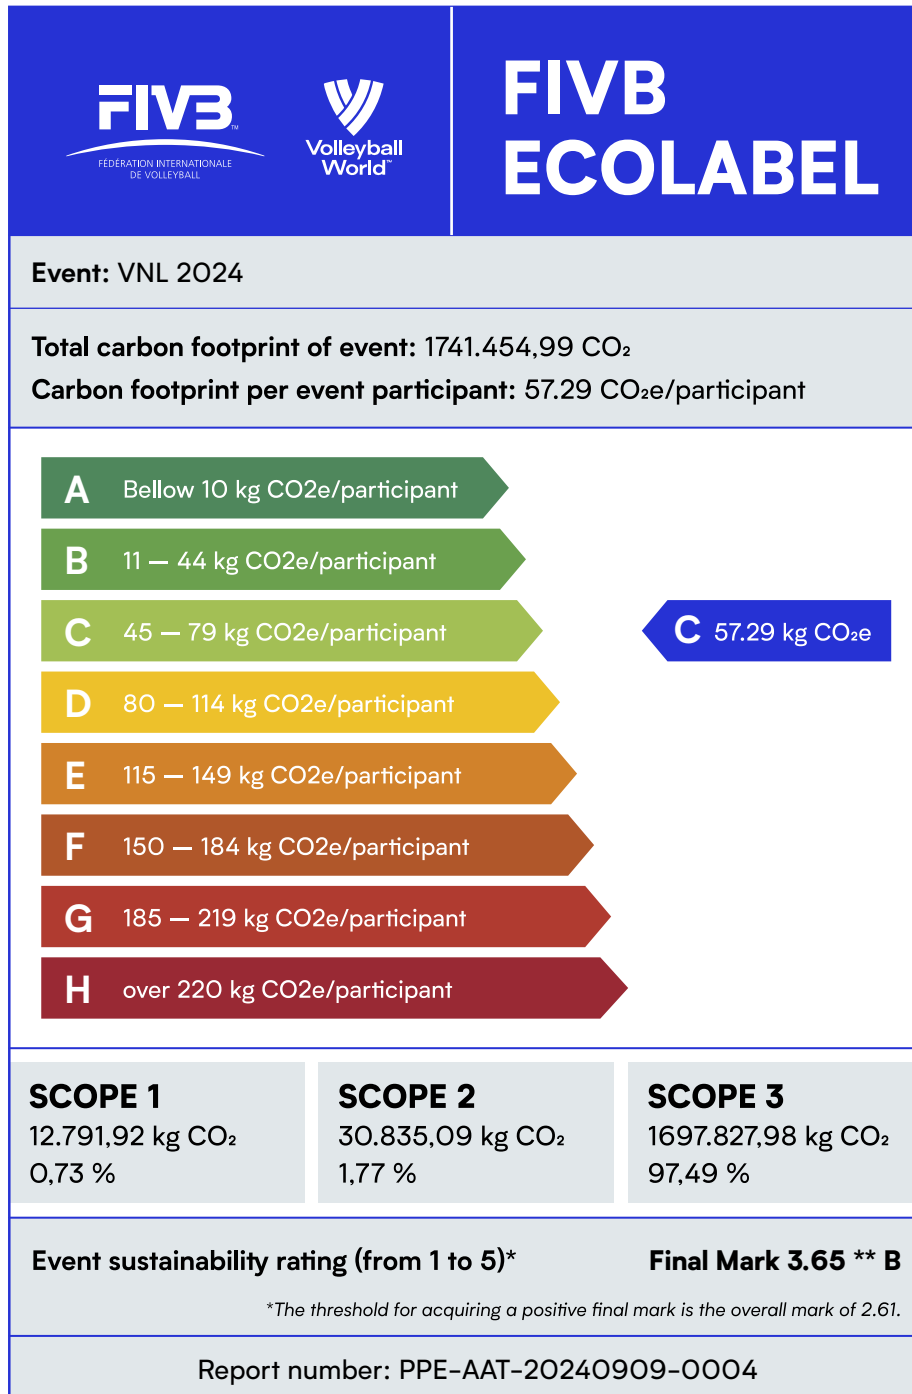 FIVB™
FÉDÉRATION INTERNATIONALE
DE VOLLEYBALL
Volleyball
World™
FIVB
ECOLABEL
Event: VNL 2024
Total carbon footprint of event: 1741.454,99 CO₂
Carbon footprint per event participant: 57.29 CO₂e/participant
A Bellow 10 kg CO2e/participant
B 11 — 44 kg CO2e/participant
C 45 — 79 kg CO2e/participant
C 57.29 kg CO₂e
D 80 — 114 kg CO2e/participant
E 115 — 149 kg CO2e/participant
F 150 — 184 kg CO2e/participant
G 185 — 219 kg CO2e/participant
H over 220 kg CO2e/participant
SCOPE 1
12.791,92 kg CO₂
0,73 %
SCOPE 2
30.835,09 kg CO₂
1,77 %
SCOPE 3
1697.827,98 kg CO₂
97,49 %
Event sustainability rating (from 1 to 5)* Final Mark 3.65 ** B
*The threshold for acquiring a positive final mark is the overall mark of 2.61.
Report number: PPE-AAT-20240909-0004